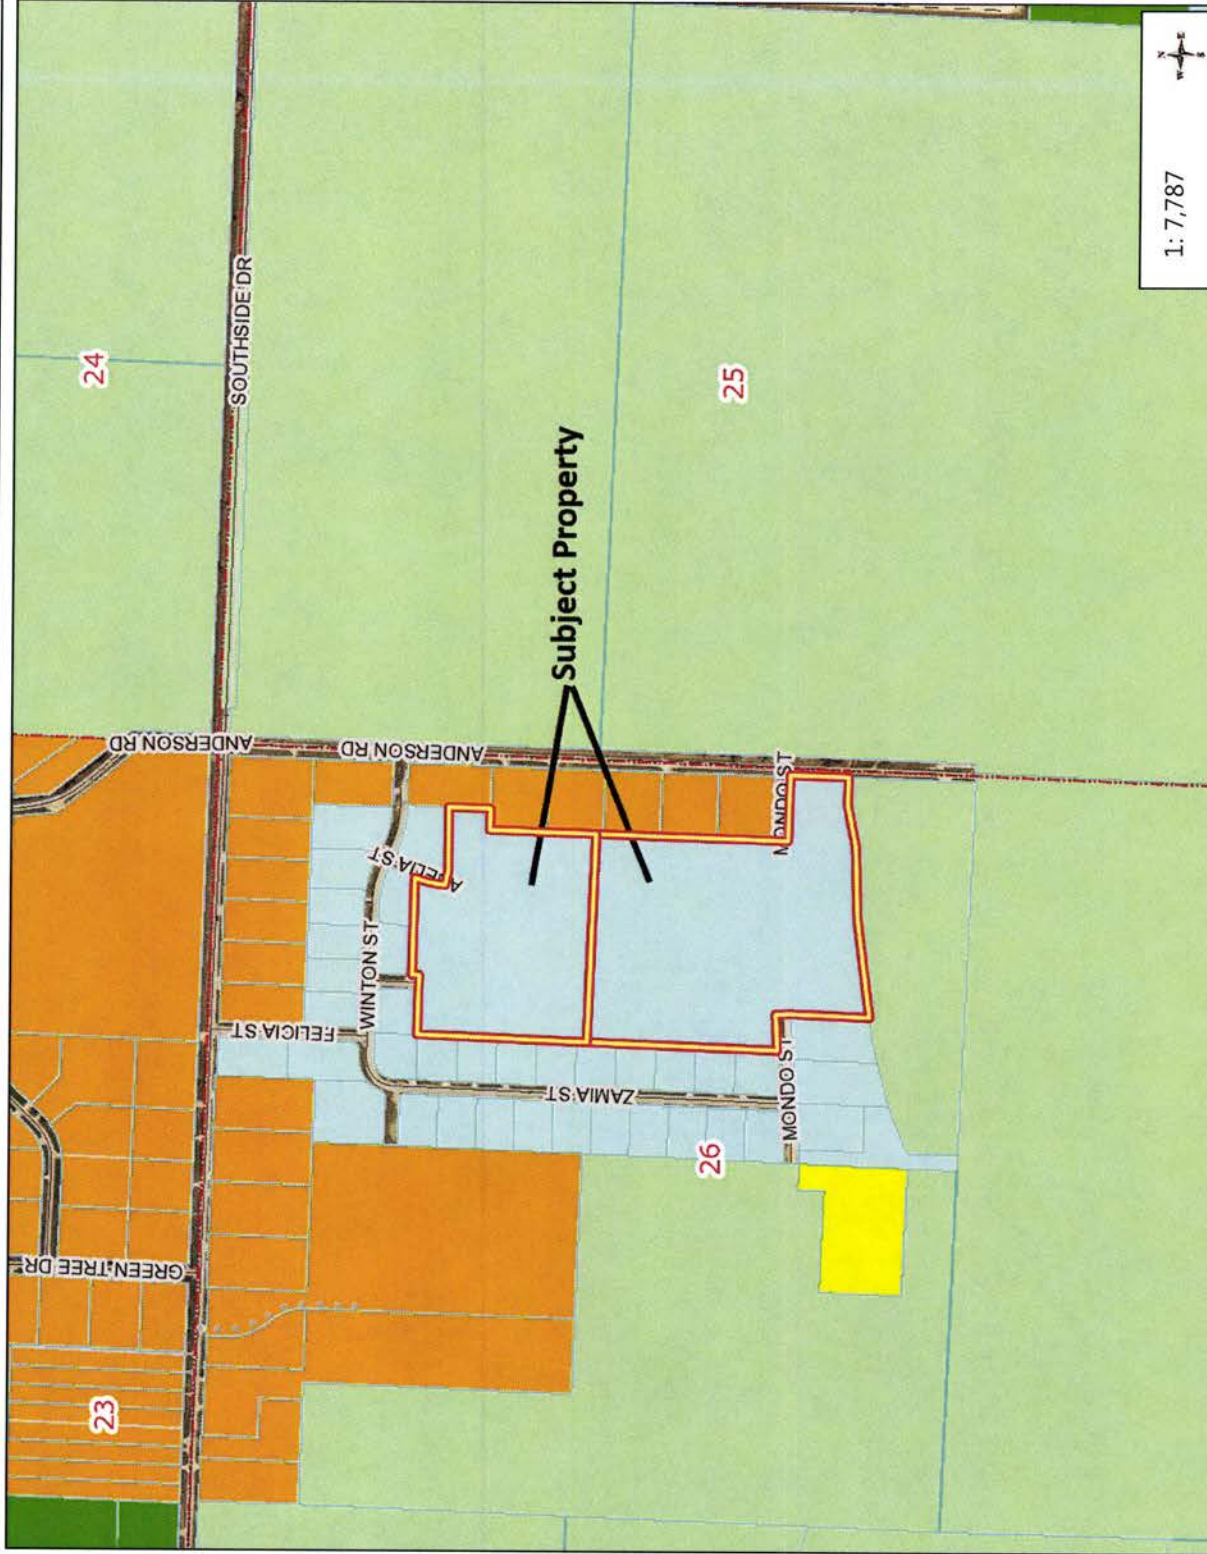 23
24
GREEN TREE DR
ANDERSON RD
SOUTHSIDE DR
FELICIA ST
WINTON ST
ANDERSON RD
ST
Subject Property
ZAMIA ST
26
25
MONDO ST
MONDO ST
1: 7,787
N
W E
S